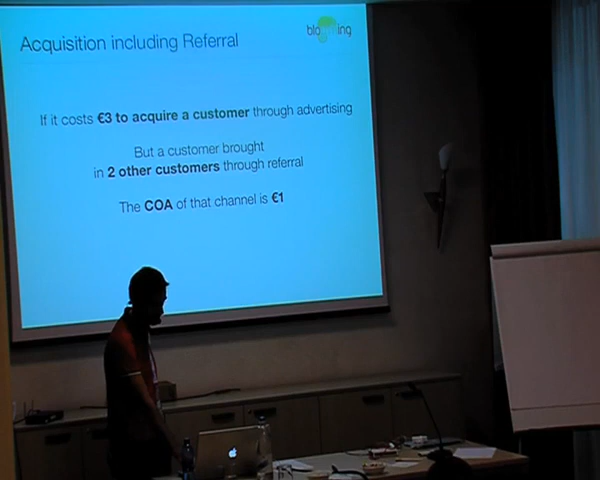 Acquisition including Referral
blooming
If it costs €3 to acquire a customer through advertising
But a customer brought
in 2 other customers through referral
The COA of that channel is €1